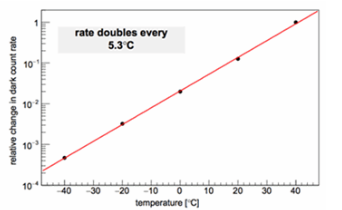 rate doubles every
5.3°C
relative change in dark count rate
1
10⁻¹
10⁻²
10⁻³
10⁻⁴
-40 -30 -20 -10 0 10 20 30 40
temperature [°C]